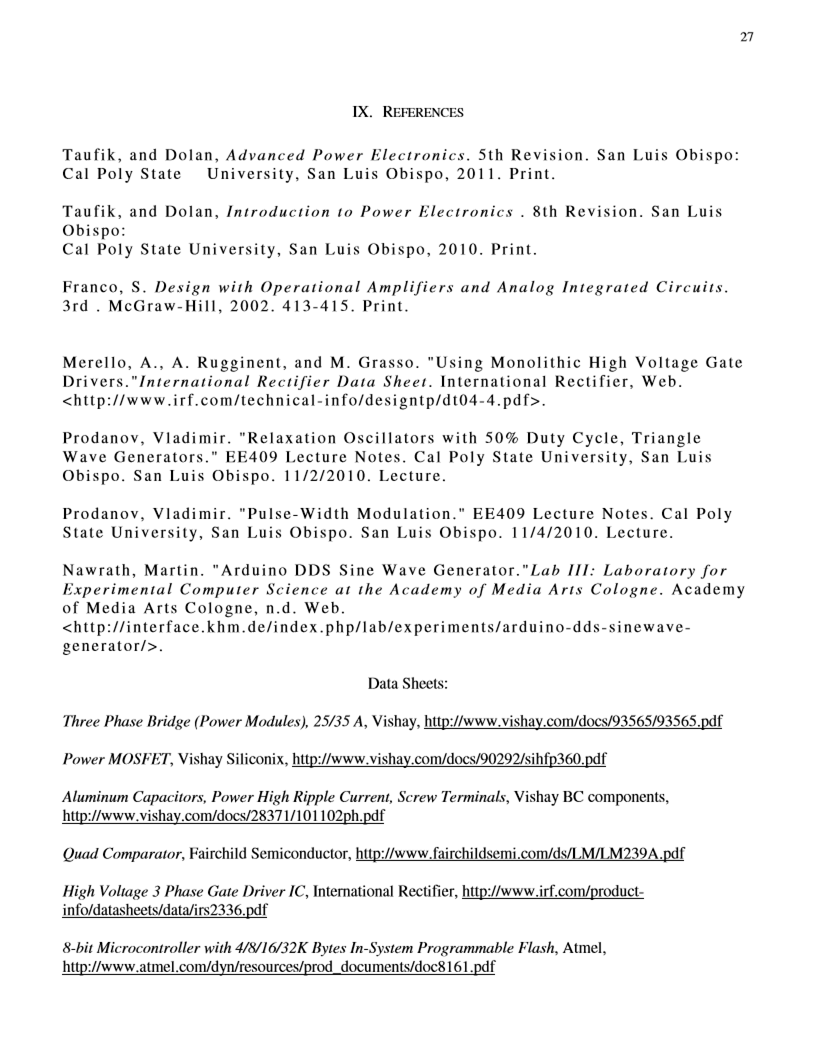 27
IX. REFERENCES
Taufik, and Dolan, Advanced Power Electronics. 5th Revision. San Luis Obispo:
Cal Poly State University, San Luis Obispo, 2011. Print.
Taufik, and Dolan, Introduction to Power Electronics . 8th Revision. San Luis
Obispo:
Cal Poly State University, San Luis Obispo, 2010. Print.
Franco, S. Design with Operational Amplifiers and Analog Integrated Circuits.
3rd . McGraw-Hill, 2002. 413-415. Print.
Merello, A., A. Rugginent, and M. Grasso. "Using Monolithic High Voltage Gate
Drivers."International Rectifier Data Sheet. International Rectifier, Web.
<http://www.irf.com/technical-info/designtp/dt04-4.pdf>.
Prodanov, Vladimir. "Relaxation Oscillators with 50% Duty Cycle, Triangle
Wave Generators." EE409 Lecture Notes. Cal Poly State University, San Luis
Obispo. San Luis Obispo. 11/2/2010. Lecture.
Prodanov, Vladimir. "Pulse-Width Modulation." EE409 Lecture Notes. Cal Poly
State University, San Luis Obispo. San Luis Obispo. 11/4/2010. Lecture.
Nawrath, Martin. "Arduino DDS Sine Wave Generator."Lab III: Laboratory for
Experimental Computer Science at the Academy of Media Arts Cologne. Academy
of Media Arts Cologne, n.d. Web.
<http://interface.khm.de/index.php/lab/experiments/arduino-dds-sinewave-
generator/>.
Data Sheets:
Three Phase Bridge (Power Modules), 25/35 A, Vishay, http://www.vishay.com/docs/93565/93565.pdf
Power MOSFET, Vishay Siliconix, http://www.vishay.com/docs/90292/sihfp360.pdf
Aluminum Capacitors, Power High Ripple Current, Screw Terminals, Vishay BC components,
http://www.vishay.com/docs/28371/101102ph.pdf
Quad Comparator, Fairchild Semiconductor, http://www.fairchildsemi.com/ds/LM/LM239A.pdf
High Voltage 3 Phase Gate Driver IC, International Rectifier, http://www.irf.com/product-
info/datasheets/data/irs2336.pdf
8-bit Microcontroller with 4/8/16/32K Bytes In-System Programmable Flash, Atmel,
http://www.atmel.com/dyn/resources/prod_documents/doc8161.pdf